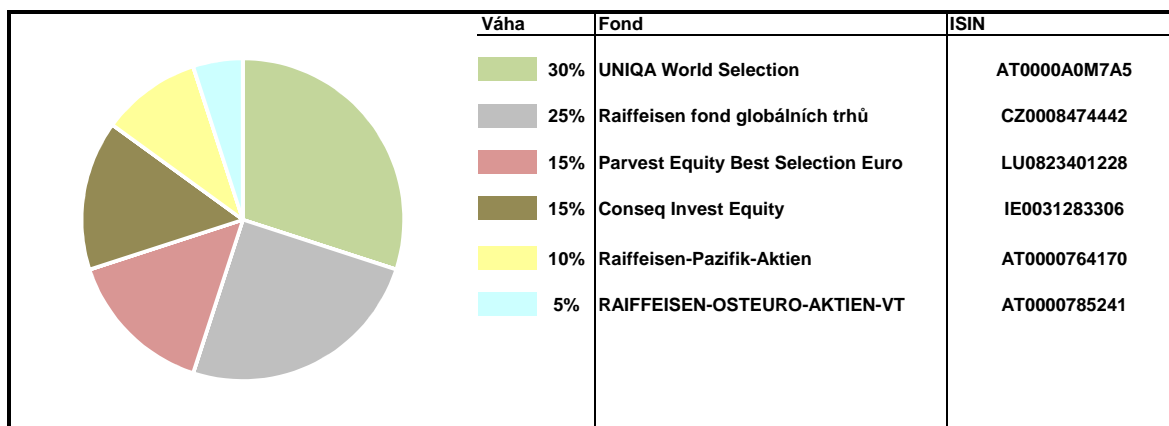 Váha Fond ISIN
30% UNIQA World Selection AT0000A0M7A5
25% Raiffeisen fond globálních trhů CZ0008474442
15% Parvest Equity Best Selection Euro LU0823401228
15% Conseq Invest Equity IE0031283306
10% Raiffeisen-Pazifik-Aktien AT0000764170
5% RAIFFEISEN-OSTEURO-AKTIEN-VT AT0000785241